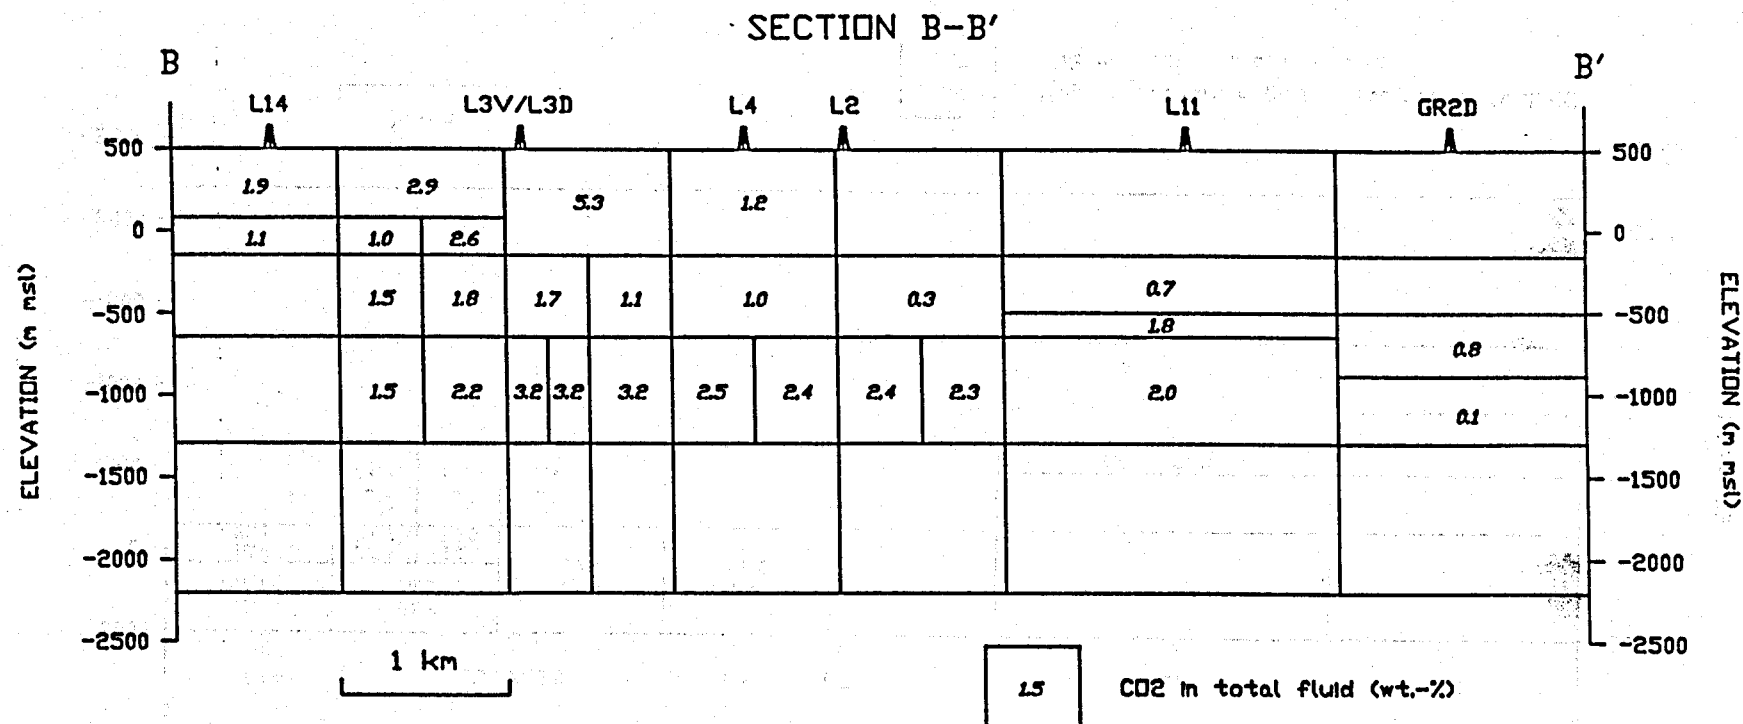 SECTION B-B'
B B'
L14 L3V/L3D L4 L2 L11 GR2D
500 500
1.9 2.9 5.3 1.2
0 1.1 1.0 2.6 0
1.5 1.8 1.7 1.1 1.0 0.3 0.7
-500 -500
1.8
0.8
-1000 1.5 2.2 3.2 3.2 3.2 2.5 2.4 2.4 2.3 2.0 -1000
0.1
-1500 -1500
-2000 -2000
-2500 -2500
ELEVATION (m msl)
ELEVATION (m msl)
1 km
1.5 CO2 in total fluid (wt.-%)